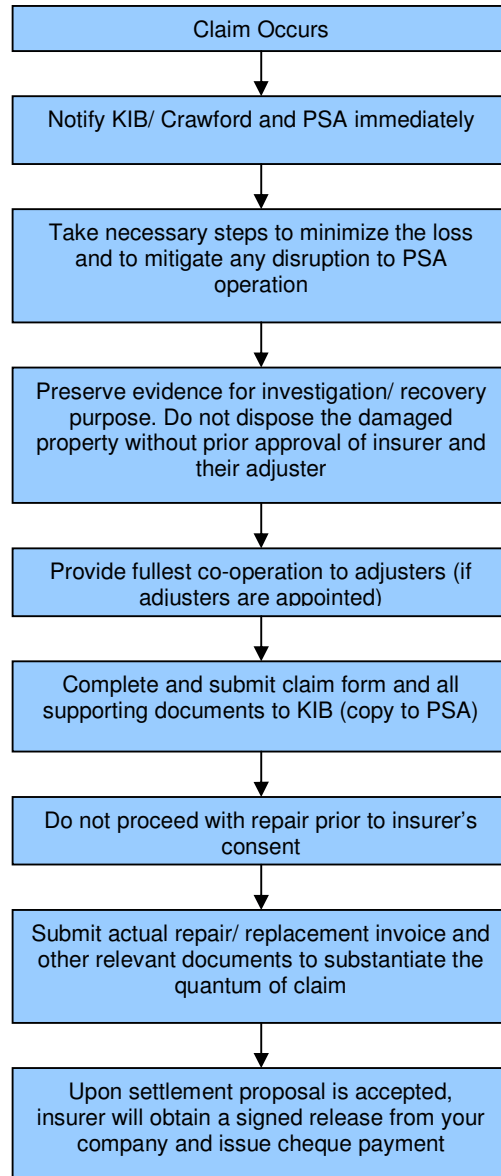 Claim Occurs
Notify KIB/ Crawford and PSA immediately
Take necessary steps to minimize the loss
and to mitigate any disruption to PSA
operation
Preserve evidence for investigation/ recovery
purpose. Do not dispose the damaged
property without prior approval of insurer and
their adjuster
Provide fullest co-operation to adjusters (if
adjusters are appointed)
Complete and submit claim form and all
supporting documents to KIB (copy to PSA)
Do not proceed with repair prior to insurer's
consent
Submit actual repair/ replacement invoice and
other relevant documents to substantiate the
quantum of claim
Upon settlement proposal is accepted,
insurer will obtain a signed release from your
company and issue cheque payment